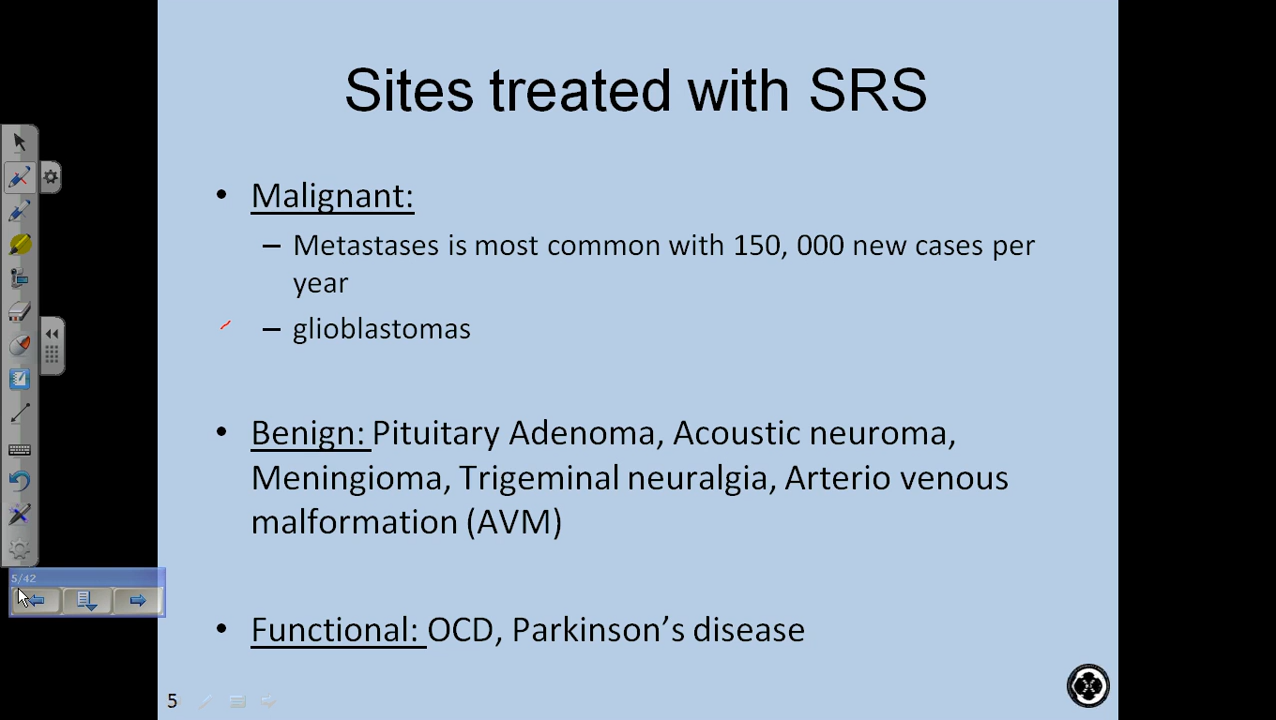 Sites treated with SRS
• Malignant:
– Metastases is most common with 150, 000 new cases per
year
– glioblastomas
• Benign: Pituitary Adenoma, Acoustic neuroma,
Meningioma, Trigeminal neuralgia, Arterio venous
malformation (AVM)
5/42
• Functional: OCD, Parkinson’s disease
5